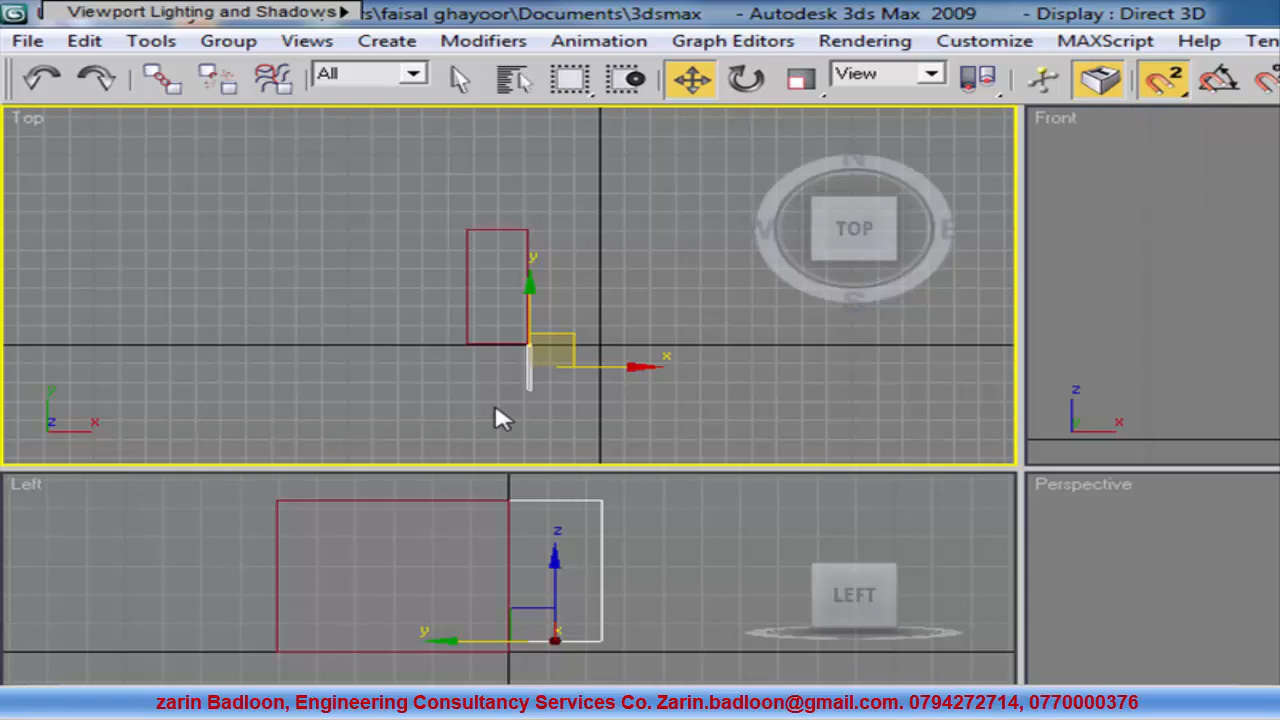 Viewport Lighting and Shadows s\faisal ghayoor\Documents\3dsmax - Autodesk 3ds Max 2009 - Display : Direct 3D
File Edit Tools Group Views Create Modifiers Animation Graph Editors Rendering Customize MAXScript Help Ten
All View 2
Top Front
N
W TOP E
S
y
x
y
z x
z
y x
Left Perspective
z
LEFT
y x
zarin Badloon, Engineering Consultancy Services Co. Zarin.badloon@gmail.com. 0794272714, 0770000376